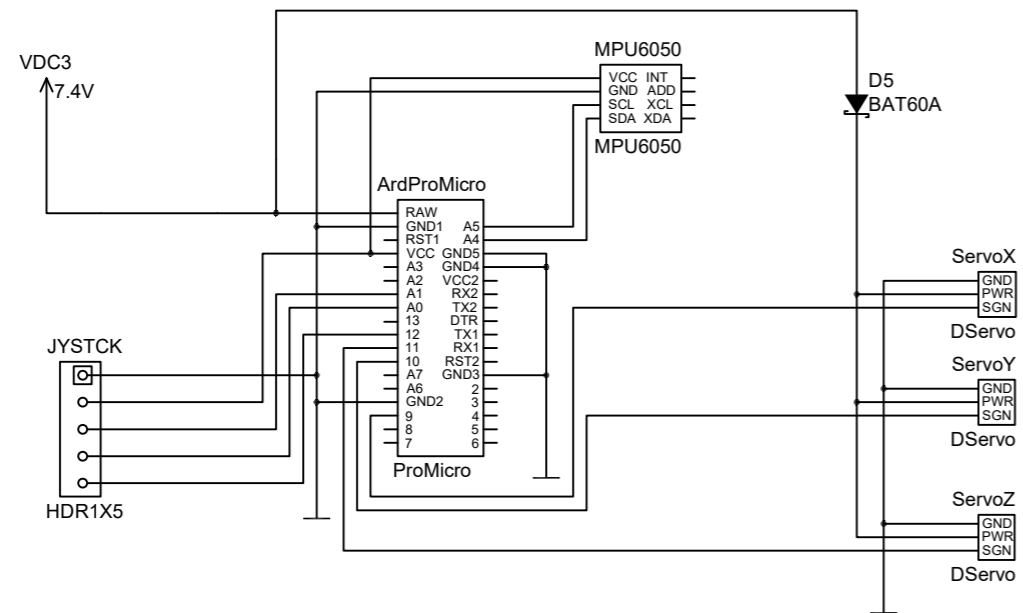 VDC3
7.4V
MPU6050
VCC INT
GND ADD
SCL XCL
SDA XDA
MPU6050
D5
BAT60A
ArdProMicro
RAW
GND1 A5
RST1 A4
VCC GND5
A3 GND4
A2 VCC2
A1 RX2
A0 TX2
13 DTR
12 TX1
11 RX1
10 RST2
A7 GND3
A6 2
GND2 3
9 4
8 5
7 6
ProMicro
JYSTCK
HDR1X5
ServoX
GND
PWR
SGN
DServo
ServoY
GND
PWR
SGN
DServo
ServoZ
GND
PWR
SGN
DServo